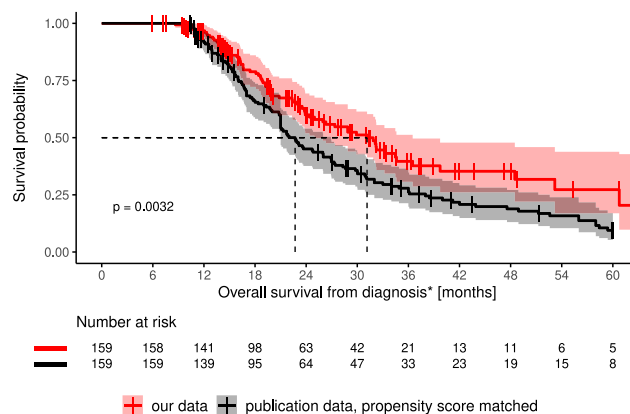 1.00
0.75
0.50
0.25
0.00
Survival probability
p = 0.0032
0 6 12 18 24 30 36 42 48 54 60
Overall survival from diagnosis* [months]
Number at risk
159 158 141 98 63 42 21 13 11 6 5
159 159 139 95 64 47 33 23 19 15 8
our data publication data, propensity score matched